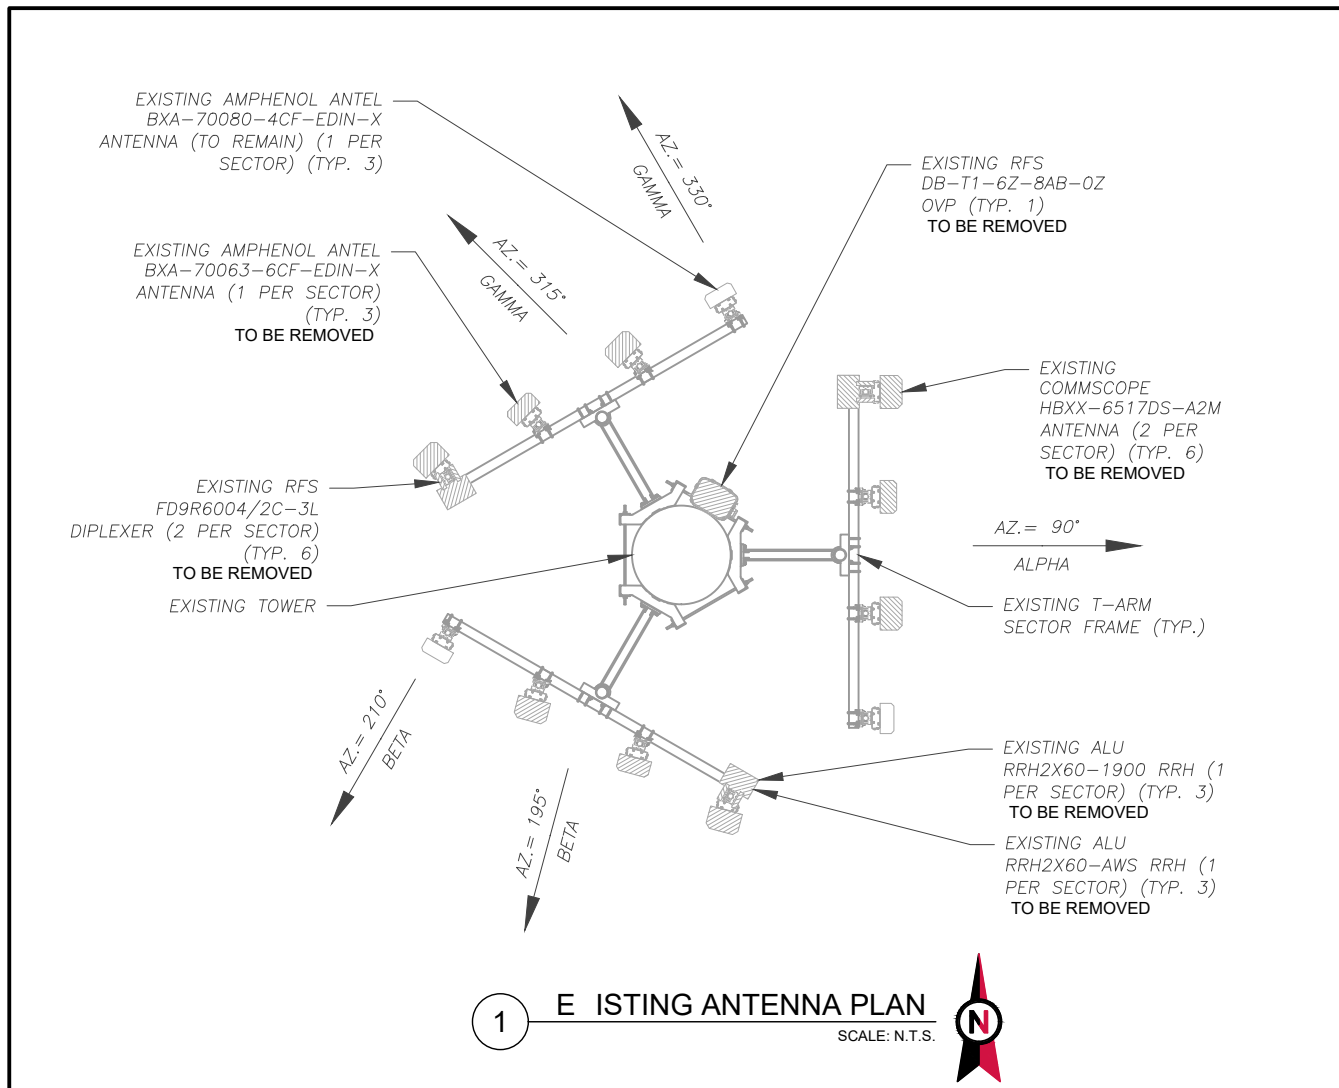 EXISTING AMPHENOL ANTEL
BXA-70080-4CF-EDIN-X
ANTENNA (TO REMAIN) (1 PER
SECTOR) (TYP. 3)
AZ.= 330°
GAMMA
EXISTING RFS
DB-T1-6Z-8AB-0Z
OVP (TYP. 1)
TO BE REMOVED
EXISTING AMPHENOL ANTEL
BXA-70063-6CF-EDIN-X
ANTENNA (1 PER SECTOR)
(TYP. 3)
TO BE REMOVED
AZ.= 315°
GAMMA
EXISTING
COMMSCOPE
HBXX-6517DS-A2M
ANTENNA (2 PER
SECTOR) (TYP. 6)
TO BE REMOVED
EXISTING RFS
FD9R6004/2C-3L
DIPLEXER (2 PER SECTOR)
(TYP. 6)
TO BE REMOVED
AZ.= 90°
ALPHA
EXISTING TOWER
EXISTING T-ARM
SECTOR FRAME (TYP.)
AZ.= 210°
BETA
AZ.= 195°
BETA
EXISTING ALU
RRH2X60-1900 RRH (1
PER SECTOR) (TYP. 3)
TO BE REMOVED
EXISTING ALU
RRH2X60-AWS RRH (1
PER SECTOR) (TYP. 3)
TO BE REMOVED
1
E ISTING ANTENNA PLAN
SCALE: N.T.S.
N